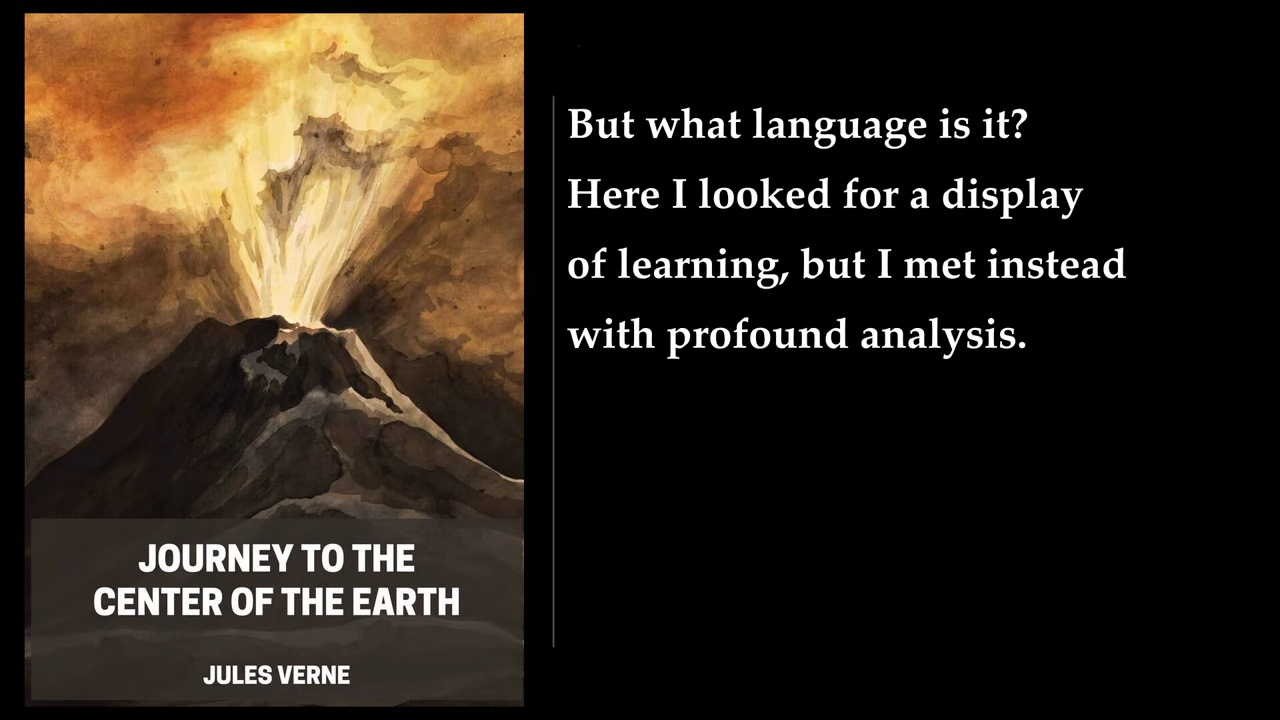 JOURNEY TO THE
CENTER OF THE EARTH
JULES VERNE
But what language is it?
Here I looked for a display
of learning, but I met instead
with profound analysis.